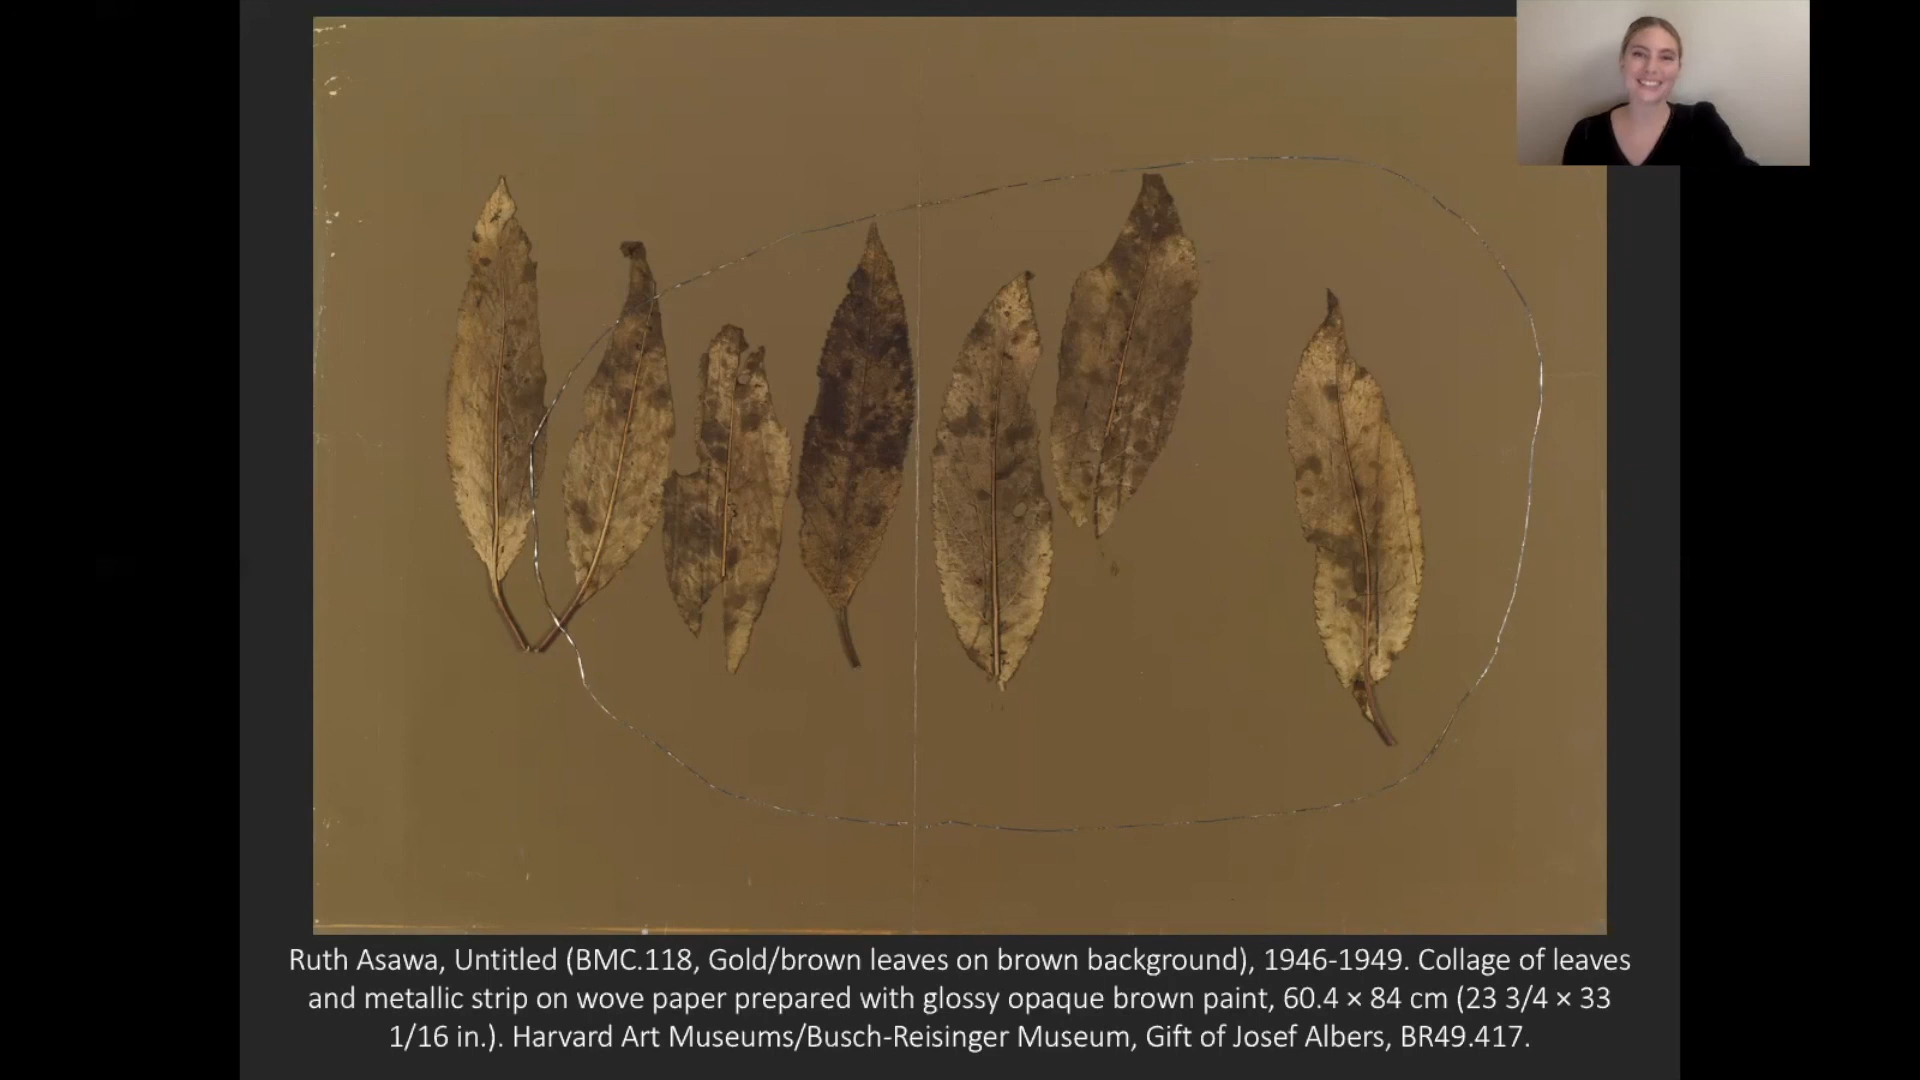 Ruth Asawa, Untitled (BMC.118, Gold/brown leaves on brown background), 1946-1949. Collage of leaves
and metallic strip on wove paper prepared with glossy opaque brown paint, 60.4 × 84 cm (23 3/4 × 33
1/16 in.). Harvard Art Museums/Busch-Reisinger Museum, Gift of Josef Albers, BR49.417.